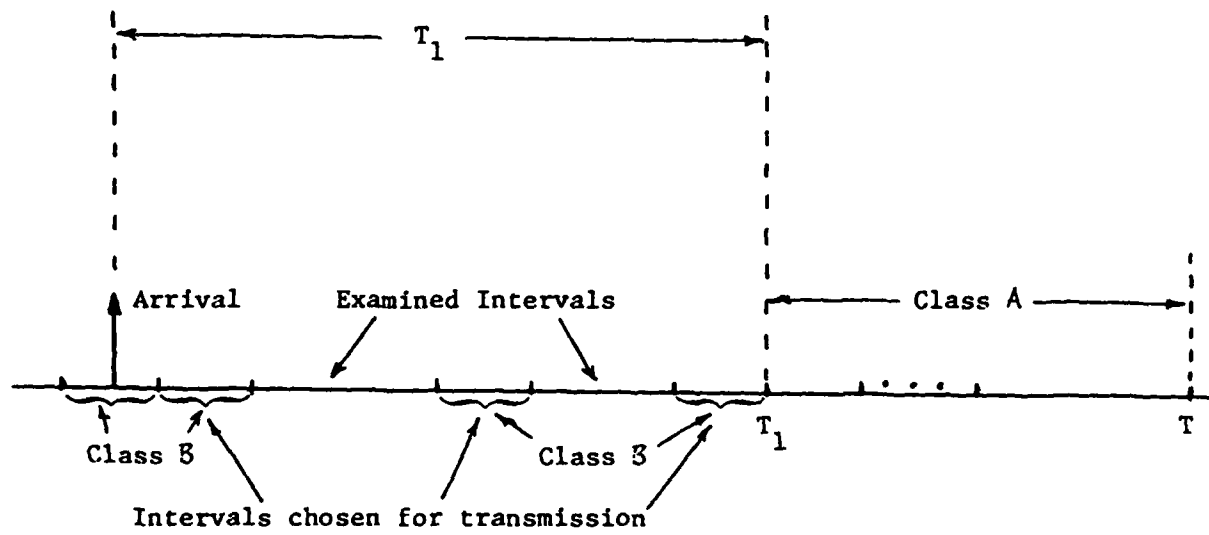 T1
Arrival
Examined Intervals
Class A
Class B
Class B
T1
T
Intervals chosen for transmission